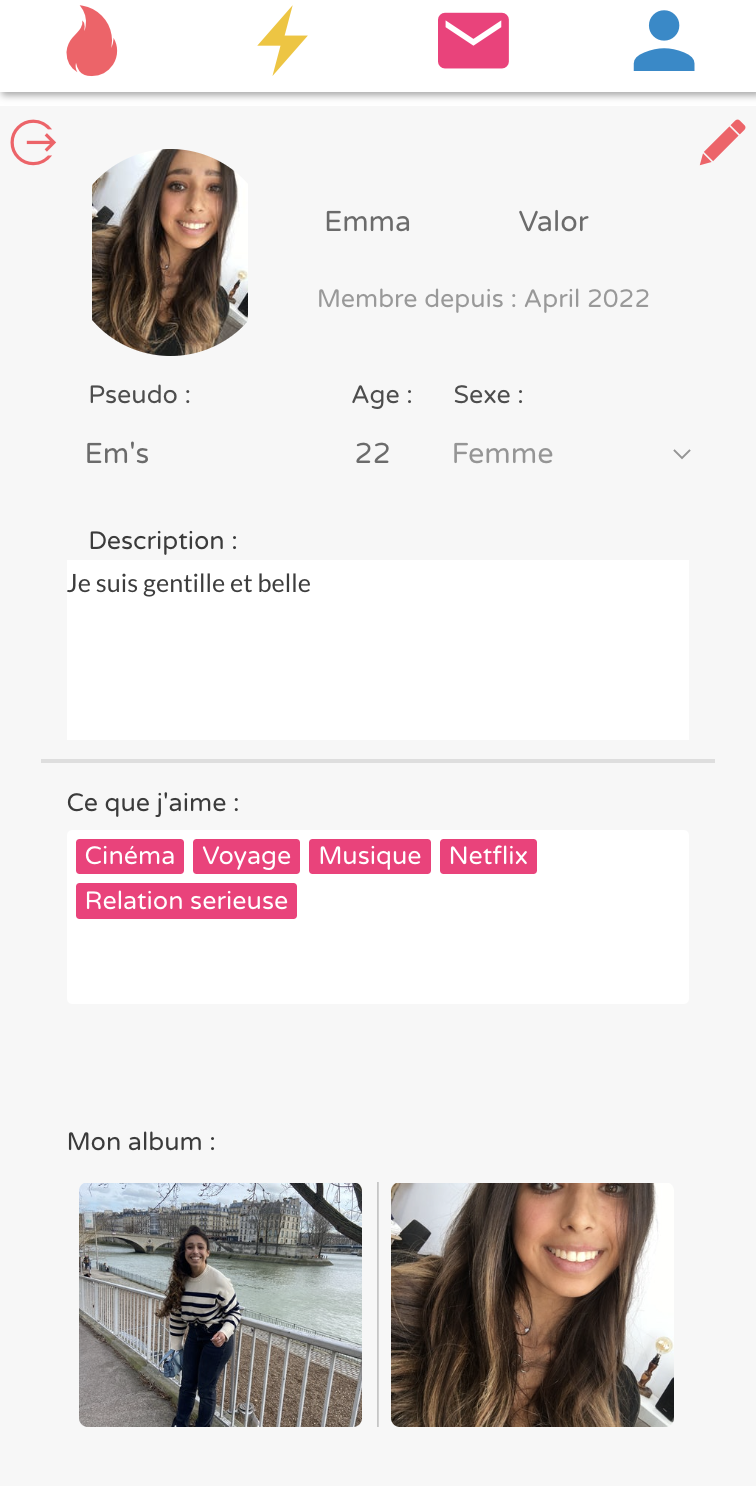 Emma Valor
Membre depuis : April 2022
Pseudo : Age : Sexe :
Em's 22 Femme
Description :
Je suis gentille et belle
Ce que j'aime :
Cinéma Voyage Musique Netflix
Relation serieuse
Mon album :